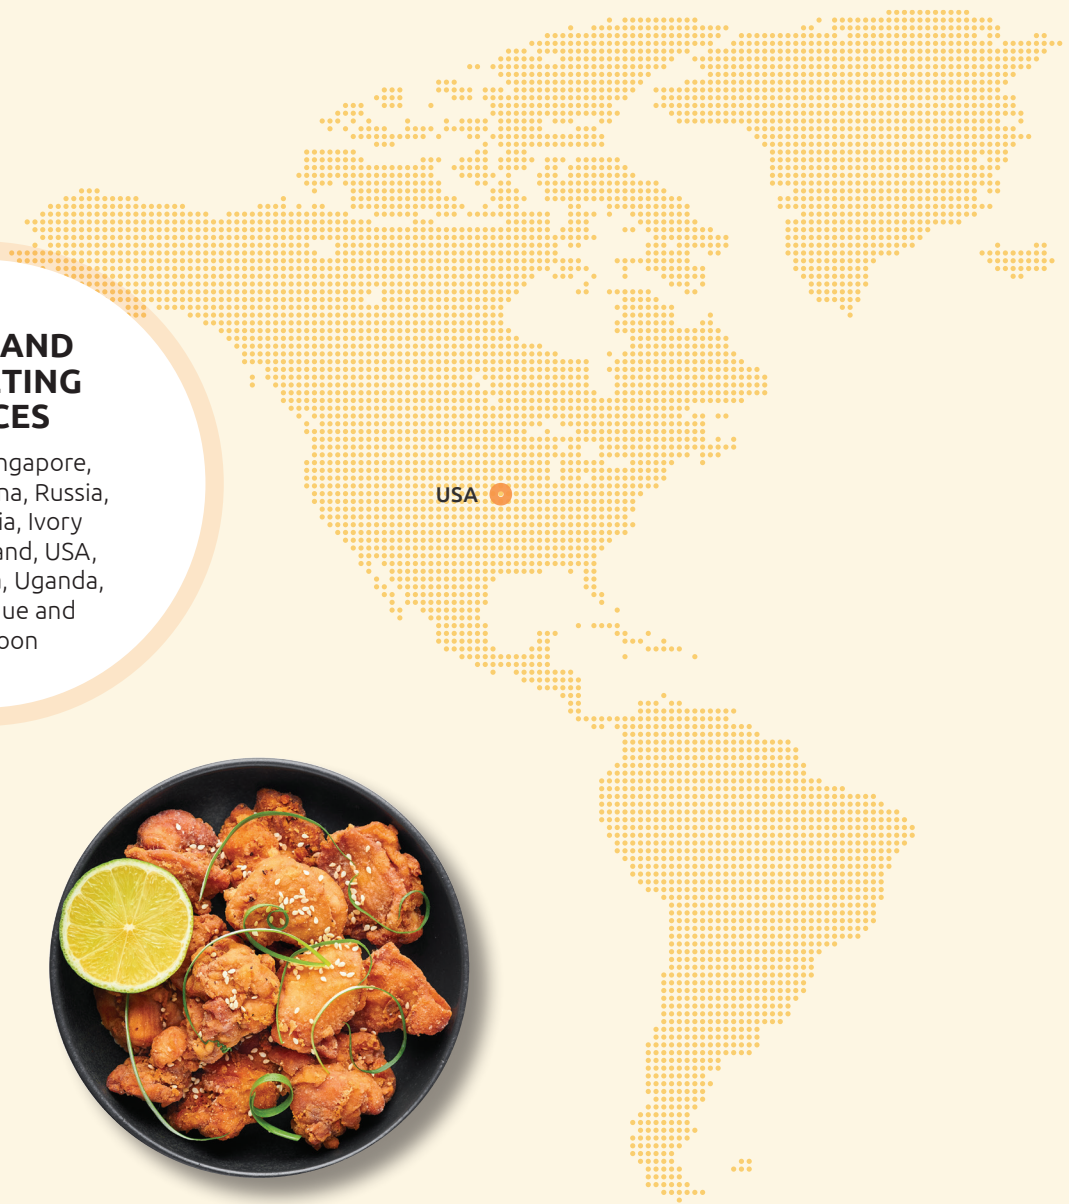 AND
TING
CES
ngapore,
na, Russia,
ia, Ivory
and, USA,
, Uganda,
ue and
oon
USA